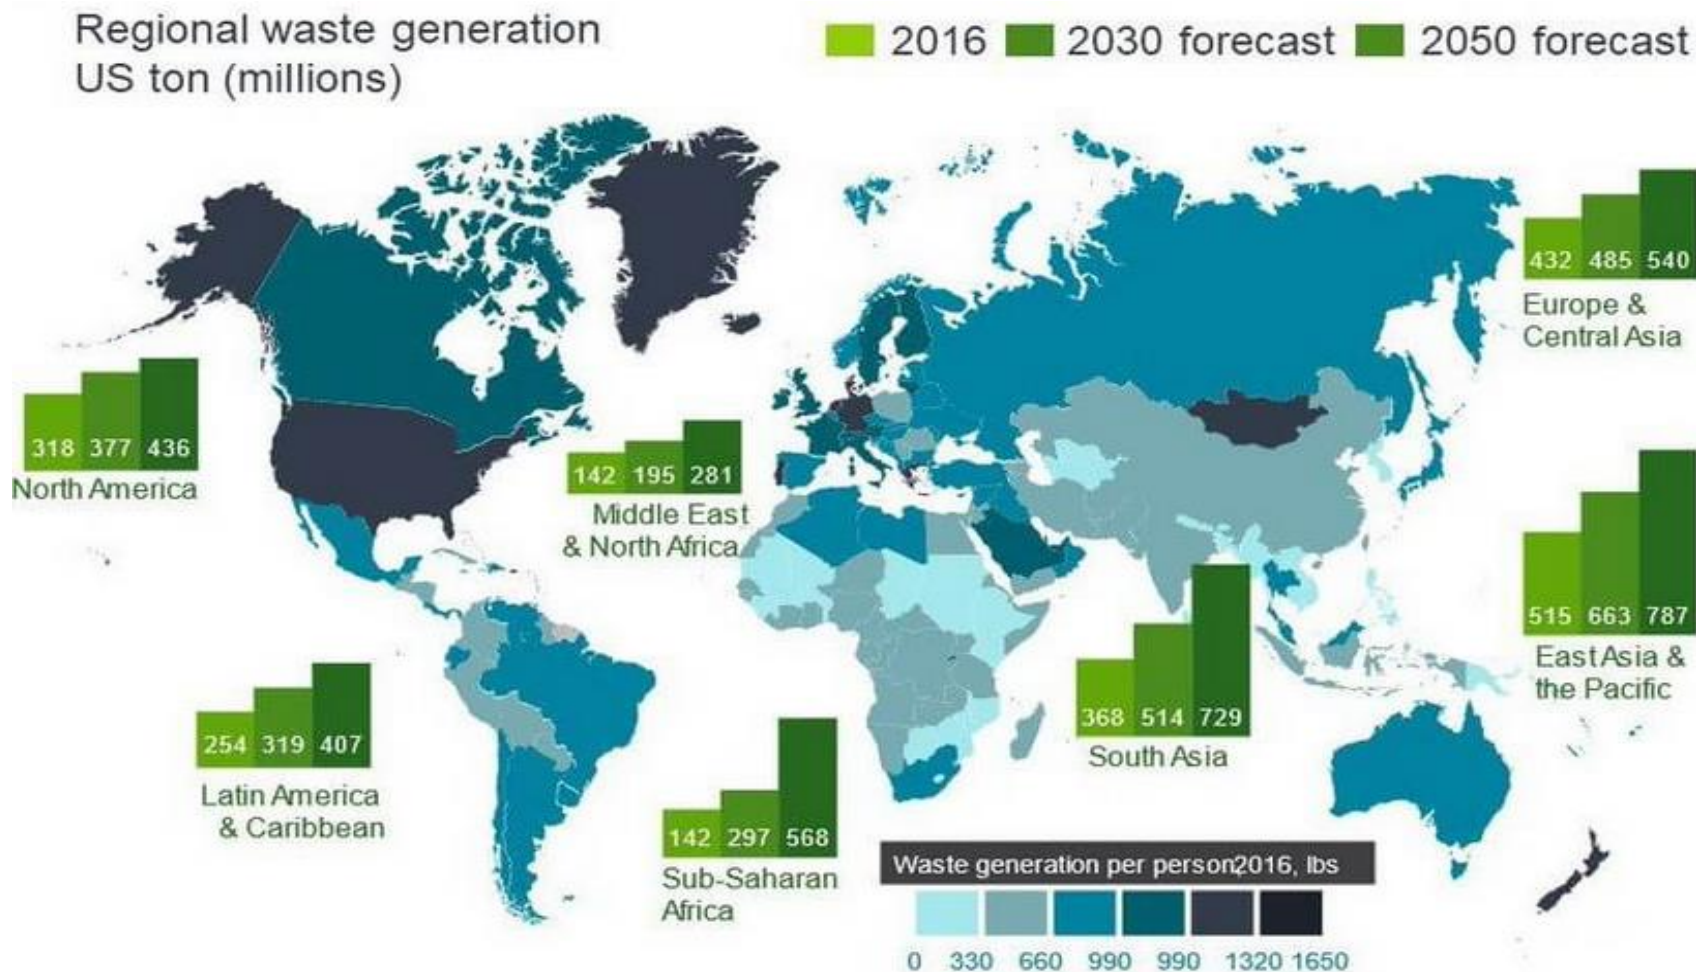 Regional waste generation
US ton (millions)
2016 2030 forecast 2050 forecast
432 485 540
Europe &
Central Asia
318 377 436
North America
142 195 281
Middle East
& North Africa
515 663 787
East Asia &
the Pacific
368 514 729
South Asia
254 319 407
Latin America
& Caribbean
142 297 568
Sub-Saharan
Africa
Waste generation per person,2016, lbs
0 330 660 990 990 1320 1650